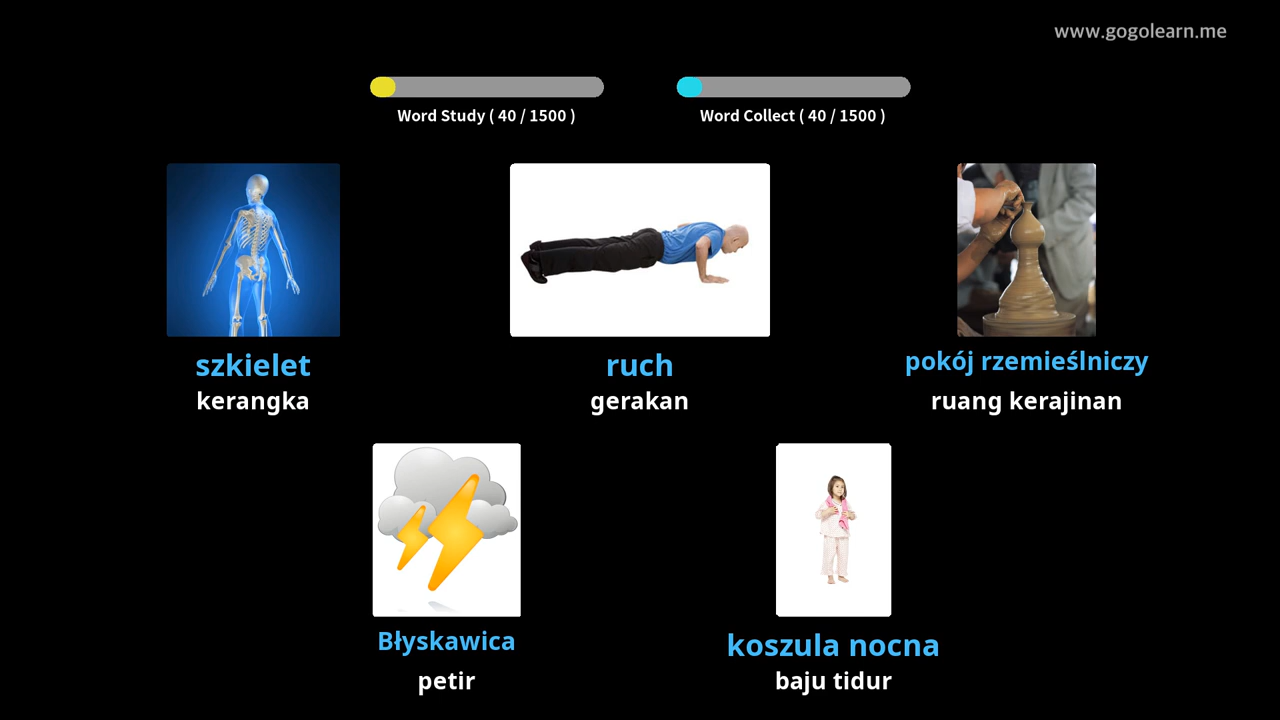 www.gogolearn.me
Word Study ( 40 / 1500 )
Word Collect ( 40 / 1500 )
szkielet
kerangka
ruch
gerakan
pokój rzemieślniczy
ruang kerajinan
Błyskawica
petir
koszula nocna
baju tidur